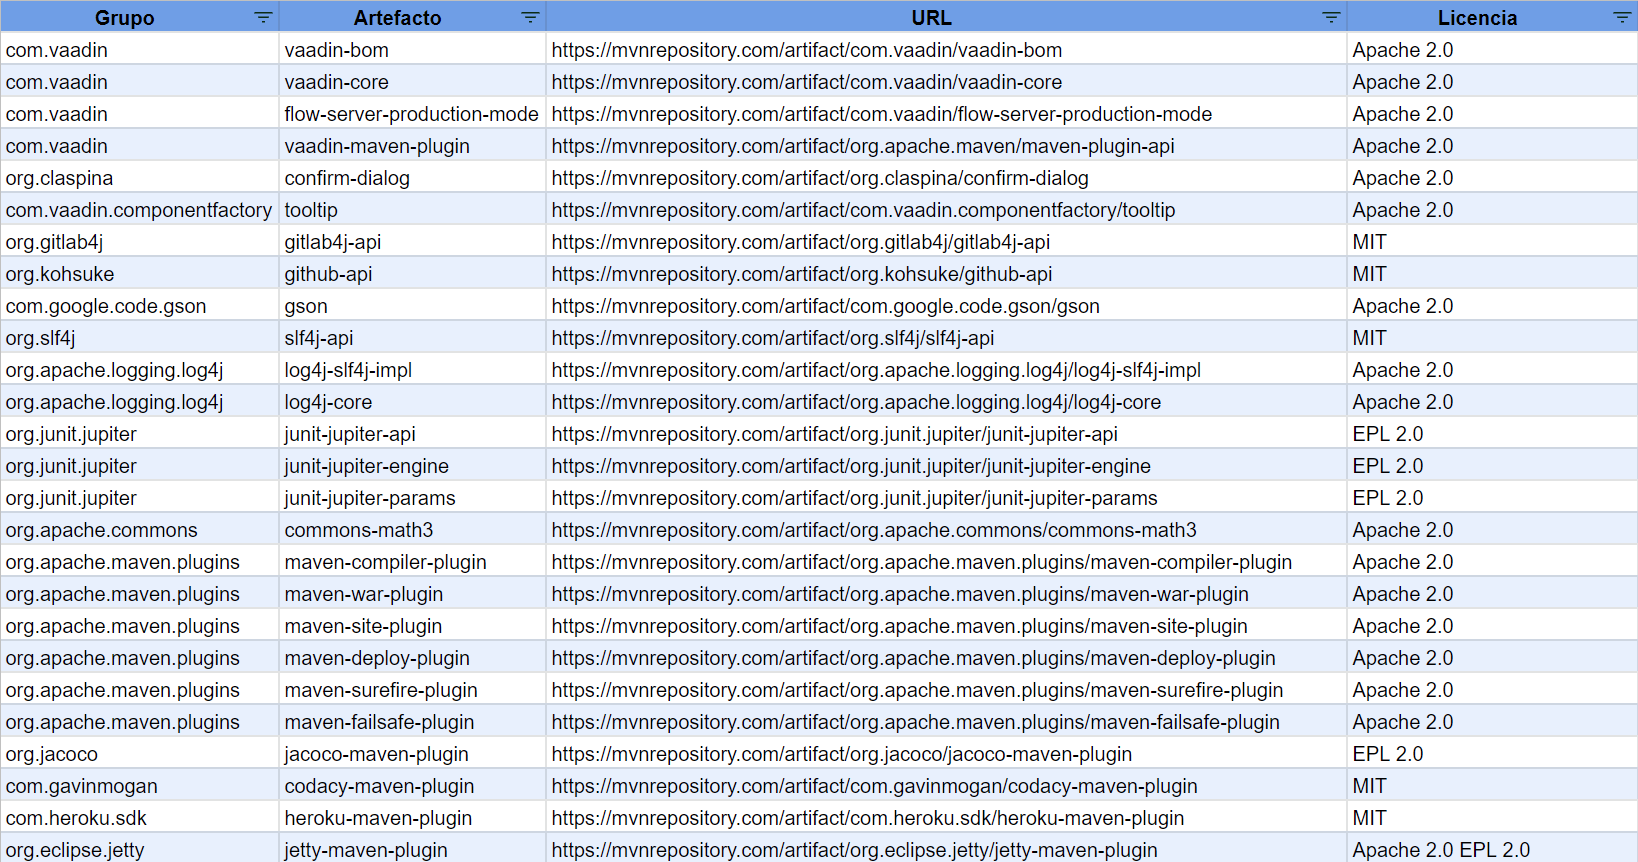 Grupo Artefacto URL Licencia
com.vaadin vaadin-bom https://mvnrepository.com/artifact/com.vaadin/vaadin-bom Apache 2.0
com.vaadin vaadin-core https://mvnrepository.com/artifact/com.vaadin/vaadin-core Apache 2.0
com.vaadin flow-server-production-mode https://mvnrepository.com/artifact/com.vaadin/flow-server-production-mode Apache 2.0
com.vaadin vaadin-maven-plugin https://mvnrepository.com/artifact/org.apache.maven/maven-plugin-api Apache 2.0
org.claspina confirm-dialog https://mvnrepository.com/artifact/org.claspina/confirm-dialog Apache 2.0
com.vaadin.componentfactory tooltip https://mvnrepository.com/artifact/com.vaadin.componentfactory/tooltip Apache 2.0
org.gitlab4j gitlab4j-api https://mvnrepository.com/artifact/org.gitlab4j/gitlab4j-api MIT
org.kohsuke github-api https://mvnrepository.com/artifact/org.kohsuke/github-api MIT
com.google.code.gson gson https://mvnrepository.com/artifact/com.google.code.gson/gson Apache 2.0
org.slf4j slf4j-api https://mvnrepository.com/artifact/org.slf4j/slf4j-api MIT
org.apache.logging.log4j log4j-slf4j-impl https://mvnrepository.com/artifact/org.apache.logging.log4j/log4j-slf4j-impl Apache 2.0
org.apache.logging.log4j log4j-core https://mvnrepository.com/artifact/org.apache.logging.log4j/log4j-core Apache 2.0
org.junit.jupiter junit-jupiter-api https://mvnrepository.com/artifact/org.junit.jupiter/junit-jupiter-api EPL 2.0
org.junit.jupiter junit-jupiter-engine https://mvnrepository.com/artifact/org.junit.jupiter/junit-jupiter-engine EPL 2.0
org.junit.jupiter junit-jupiter-params https://mvnrepository.com/artifact/org.junit.jupiter/junit-jupiter-params EPL 2.0
org.apache.commons commons-math3 https://mvnrepository.com/artifact/org.apache.commons/commons-math3 Apache 2.0
org.apache.maven.plugins maven-compiler-plugin https://mvnrepository.com/artifact/org.apache.maven.plugins/maven-compiler-plugin Apache 2.0
org.apache.maven.plugins maven-war-plugin https://mvnrepository.com/artifact/org.apache.maven.plugins/maven-war-plugin Apache 2.0
org.apache.maven.plugins maven-site-plugin https://mvnrepository.com/artifact/org.apache.maven.plugins/maven-site-plugin Apache 2.0
org.apache.maven.plugins maven-deploy-plugin https://mvnrepository.com/artifact/org.apache.maven.plugins/maven-deploy-plugin Apache 2.0
org.apache.maven.plugins maven-surefire-plugin https://mvnrepository.com/artifact/org.apache.maven.plugins/maven-surefire-plugin Apache 2.0
org.apache.maven.plugins maven-failsafe-plugin https://mvnrepository.com/artifact/org.apache.maven.plugins/maven-failsafe-plugin Apache 2.0
org.jacoco jacoco-maven-plugin https://mvnrepository.com/artifact/org.jacoco/jacoco-maven-plugin EPL 2.0
com.gavinmogan codacy-maven-plugin https://mvnrepository.com/artifact/com.gavinmogan/codacy-maven-plugin MIT
com.heroku.sdk heroku-maven-plugin https://mvnrepository.com/artifact/com.heroku.sdk/heroku-maven-plugin MIT
org.eclipse.jetty jetty-maven-plugin https://mvnrepository.com/artifact/org.eclipse.jetty/jetty-maven-plugin Apache 2.0 EPL 2.0